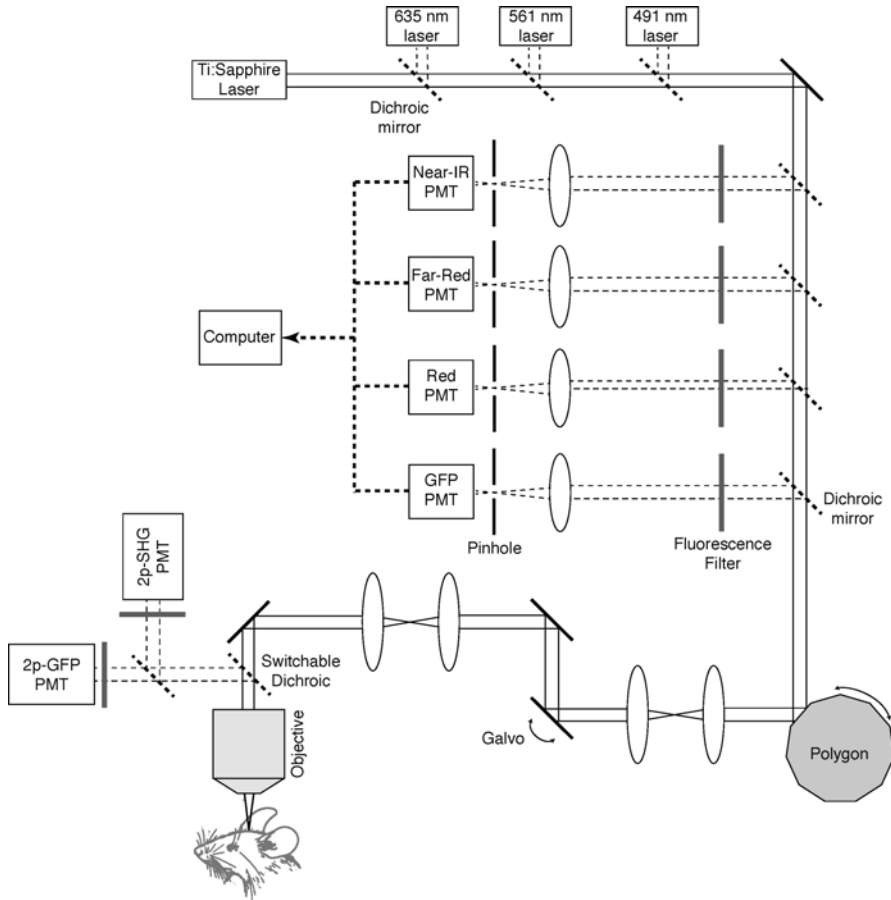 635 nm
laser
561 nm
laser
491 nm
laser
Ti:Sapphire
Laser
Dichroic
mirror
Near-IR
PMT
Far-Red
PMT
Computer
Red
PMT
GFP
PMT
Dichroic
mirror
Pinhole
Fluorescence
Filter
2p-SHG
PMT
2p-GFP
PMT
Switchable
Dichroic
Objective
Galvo
Polygon